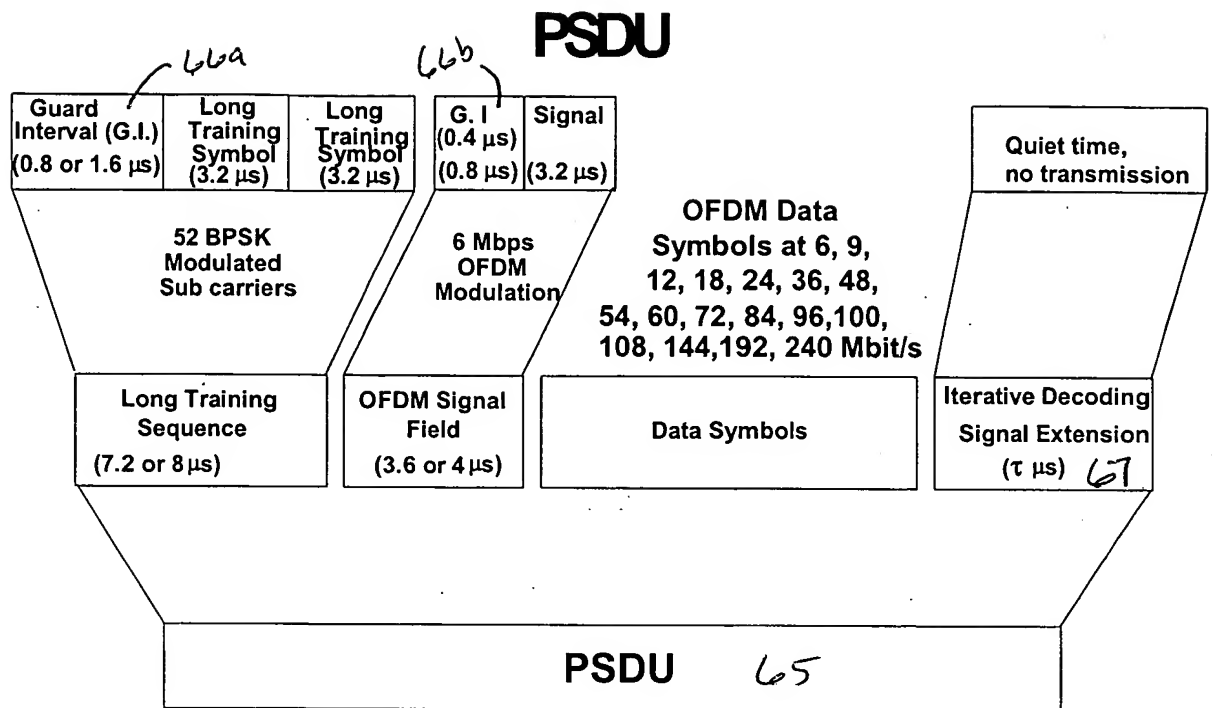 PSDU
66a
66b
Guard
Interval (G.I.)
(0.8 or 1.6 µs)
Long
Training
Symbol
(3.2 µs)
Long
Training
Symbol
(3.2 µs)
G. I
(0.4 µs)
(0.8 µs)
Signal
(3.2 µs)
Quiet time,
no transmission
52 BPSK
Modulated
Sub carriers
6 Mbps
OFDM
Modulation
OFDM Data
Symbols at 6, 9,
12, 18, 24, 36, 48,
54, 60, 72, 84, 96,100,
108, 144,192, 240 Mbit/s
Long Training
Sequence
(7.2 or 8 µs)
OFDM Signal
Field
(3.6 or 4 µs)
Data Symbols
Iterative Decoding
Signal Extension
(τ µs) 67
PSDU 65